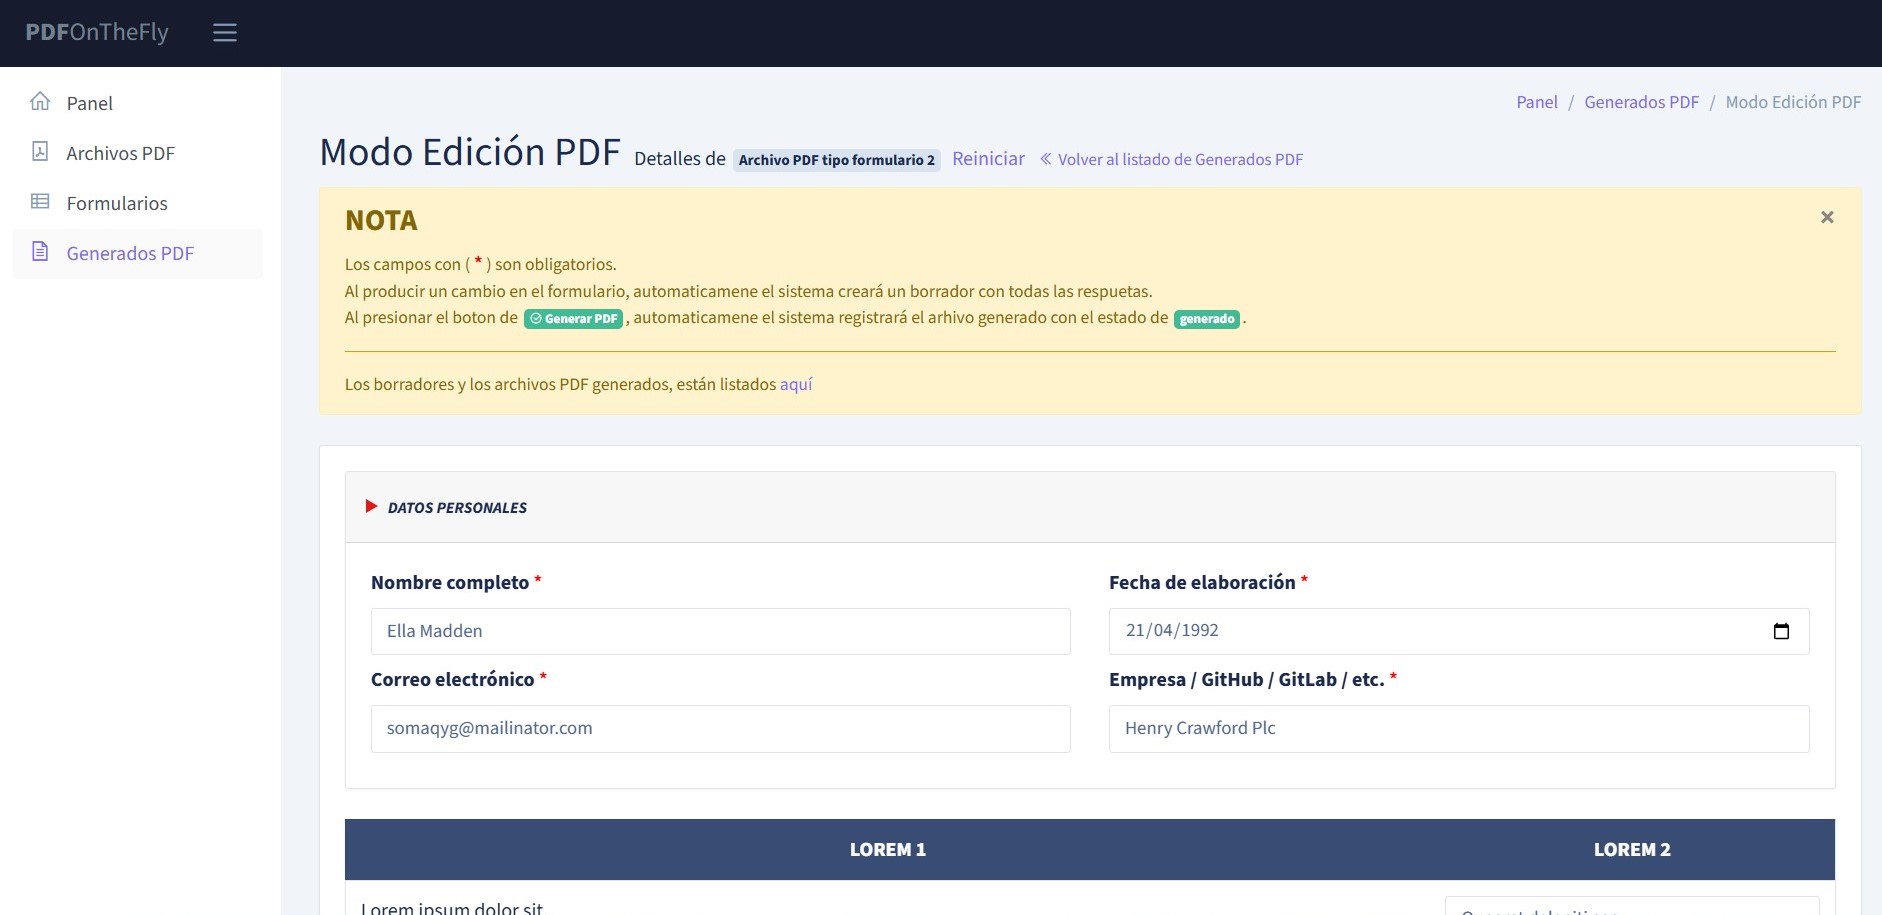 PDFOnTheFly
Panel
Archivos PDF
Formularios
Generados PDF
Panel / Generados PDF / Modo Edición PDF
Modo Edición PDF Detalles de Archivo PDF tipo formulario 2 Reiniciar « Volver al listado de Generados PDF
NOTA
×
Los campos con ( * ) son obligatorios.
Al producir un cambio en el formulario, automaticamene el sistema creará un borrador con todas las respuetas.
Al presionar el boton de Generar PDF , automaticamene el sistema registrará el arhivo generado con el estado de generado .
Los borradores y los archivos PDF generados, están listados aquí
DATOS PERSONALES
Nombre completo *
Ella Madden
Fecha de elaboración *
21/04/1992
Correo electrónico *
somaqyg@mailinator.com
Empresa / GitHub / GitLab / etc. *
Henry Crawford Plc
LOREM 1 LOREM 2
Lorem ipsum dolor sit.